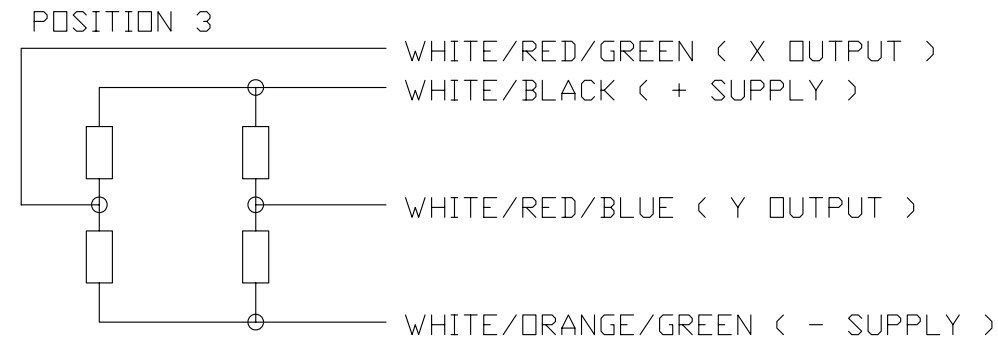 POSITION 3
WHITE/RED/GREEN ( X OUTPUT )
WHITE/BLACK ( + SUPPLY )
WHITE/RED/BLUE ( Y OUTPUT )
WHITE/ORANGE/GREEN ( - SUPPLY )